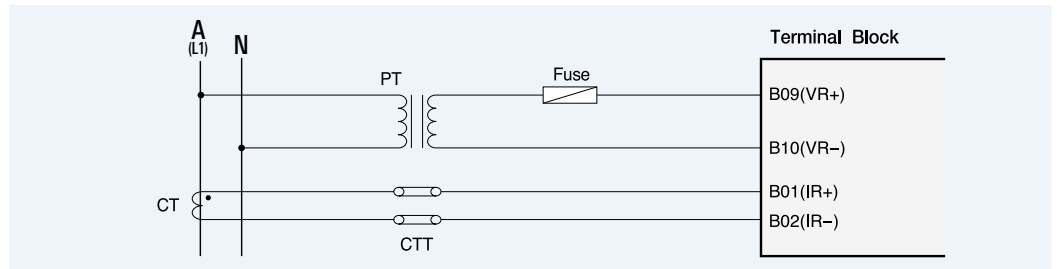 A
(L1)
N
Terminal Block
PT
Fuse
B09(VR+)
B10(VR−)
CT
B01(IR+)
B02(IR−)
CTT